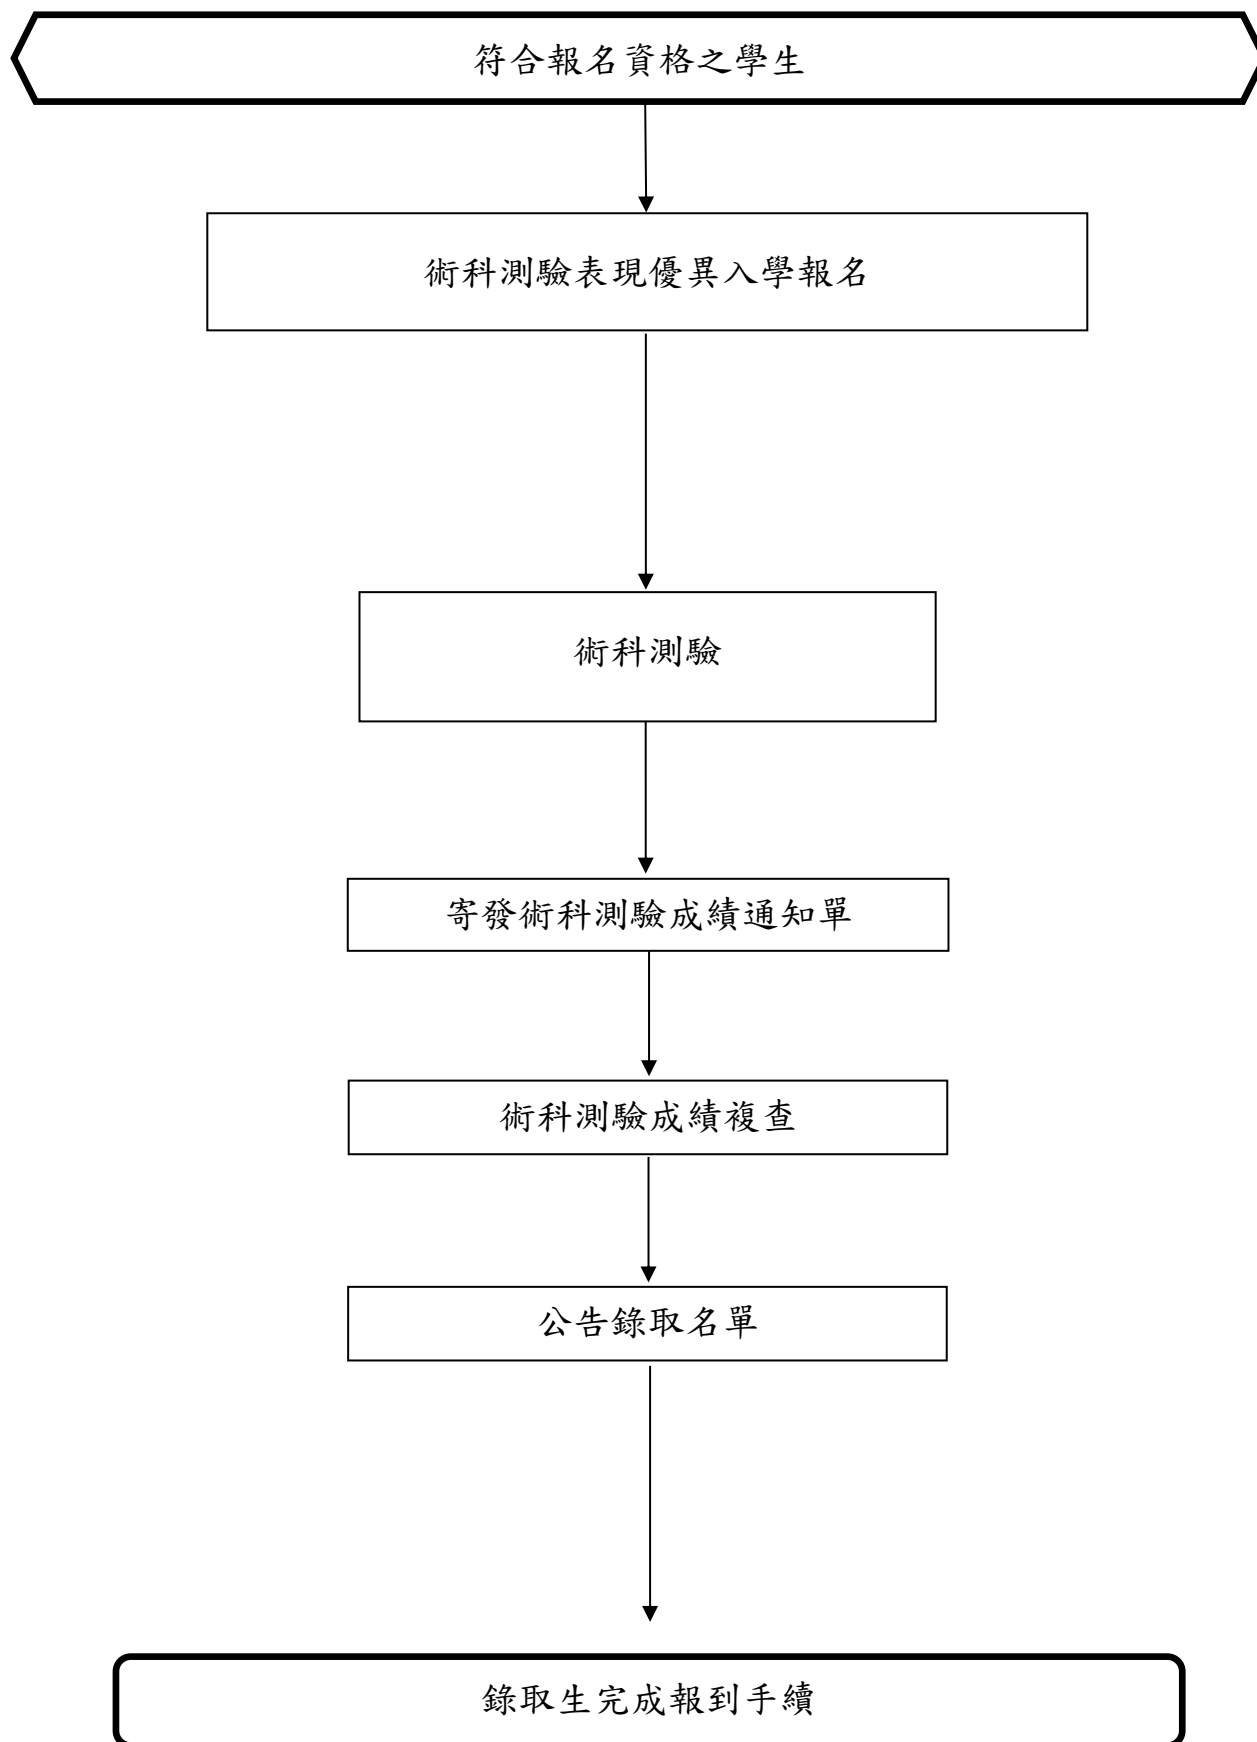 符合報名資格之學生
術科測驗表現優異入學報名
術科測驗
寄發術科測驗成績通知單
術科測驗成績複查
公告錄取名單
錄取生完成報到手續